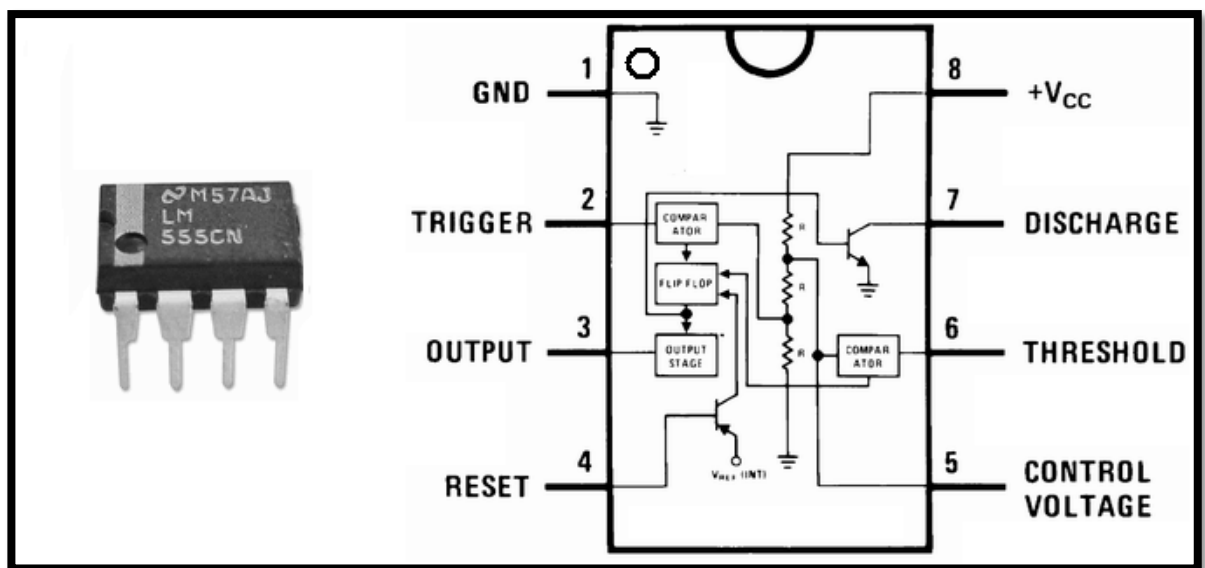 M57AJ
LM
555CN
1
GND
2
TRIGGER
3
OUTPUT
4
RESET
8
+VCC
7
DISCHARGE
6
THRESHOLD
5
CONTROL
VOLTAGE
COMPAR
ATOR
FLIP FLOP
OUTPUT
STAGE
R
R
R
COMPAR
ATOR
VREF (INT)